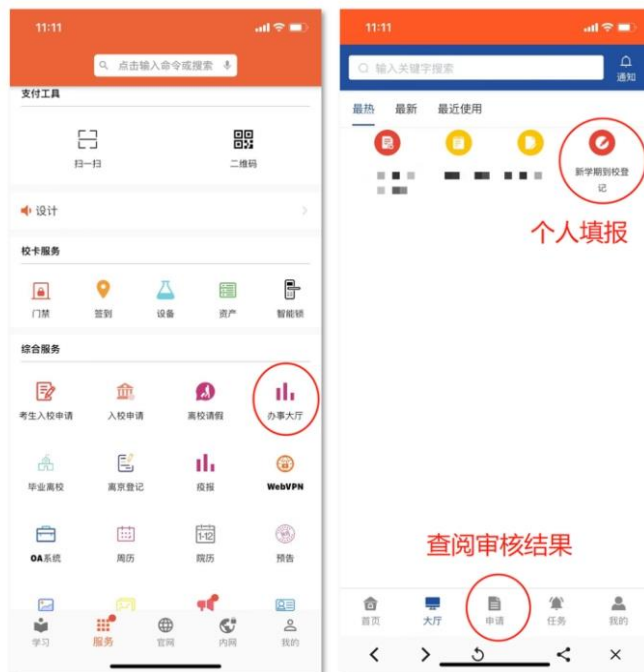 11:11
点击输入命令或搜索
支付工具
扫一扫
二维码
设计
校卡服务
门禁
签到
设备
资产
智能锁
综合服务
考生入校申请
入校申请
离校请假
办事大厅
毕业离校
离京登记
疫报
WebVPN
OA系统
周历
院历
预告
1-12
学习
服务
官网
内网
我的
11:11
输入关键字搜索
通知
最热
最新
最近使用
新学期到校登
记
个人填报
查阅审核结果
首页
大厅
申请
任务
我的